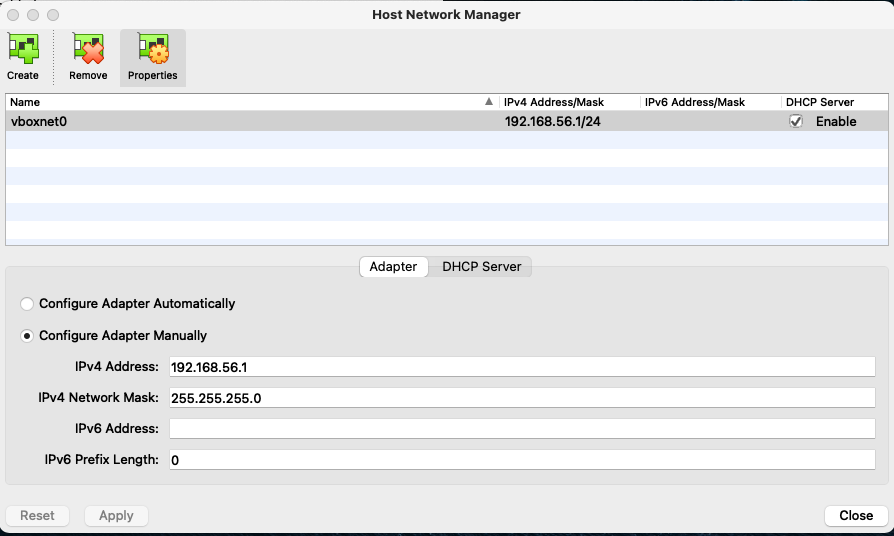 Host Network Manager
Create Remove Properties
Name IPv4 Address/Mask IPv6 Address/Mask DHCP Server
vboxnet0 192.168.56.1/24 Enable
Adapter DHCP Server
Configure Adapter Automatically
Configure Adapter Manually
IPv4 Address: 192.168.56.1
IPv4 Network Mask: 255.255.255.0
IPv6 Address:
IPv6 Prefix Length: 0
Reset Apply Close